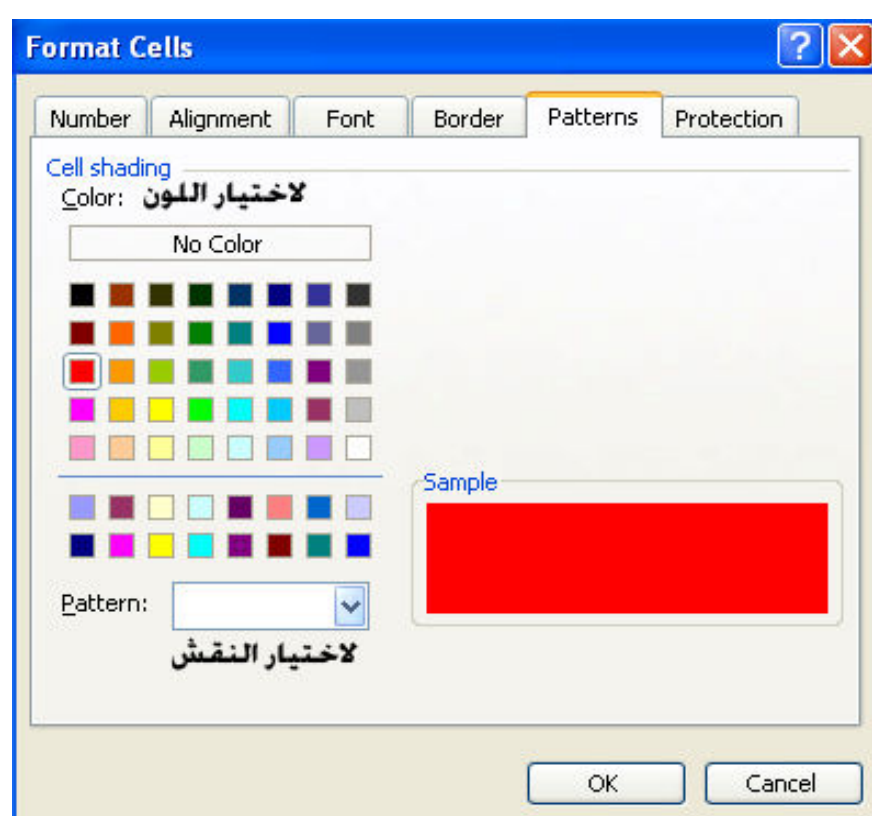 Format Cells
Number Alignment Font Border Patterns Protection
Cell shading
Color: لاختيار اللون
No Color
Sample
Pattern:
لاختيار النقش
OK Cancel